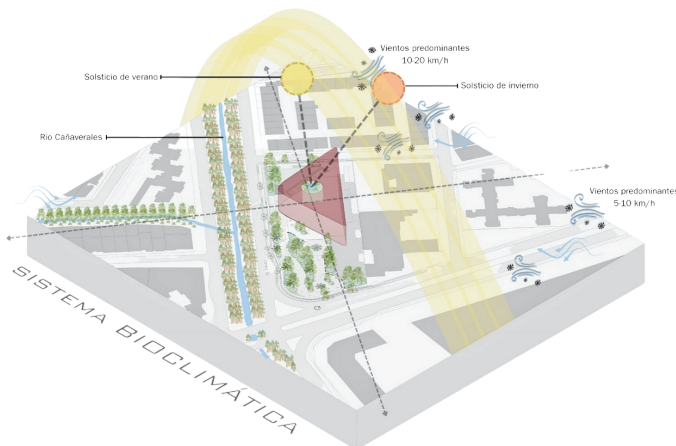 Vientos predominantes
10-20 km/h
Solsticio de verano
Solsticio de invierno
Rio Cañaverales
Vientos predominantes
5-10 km/h
SISTEMA BIOCLIMÁTICA